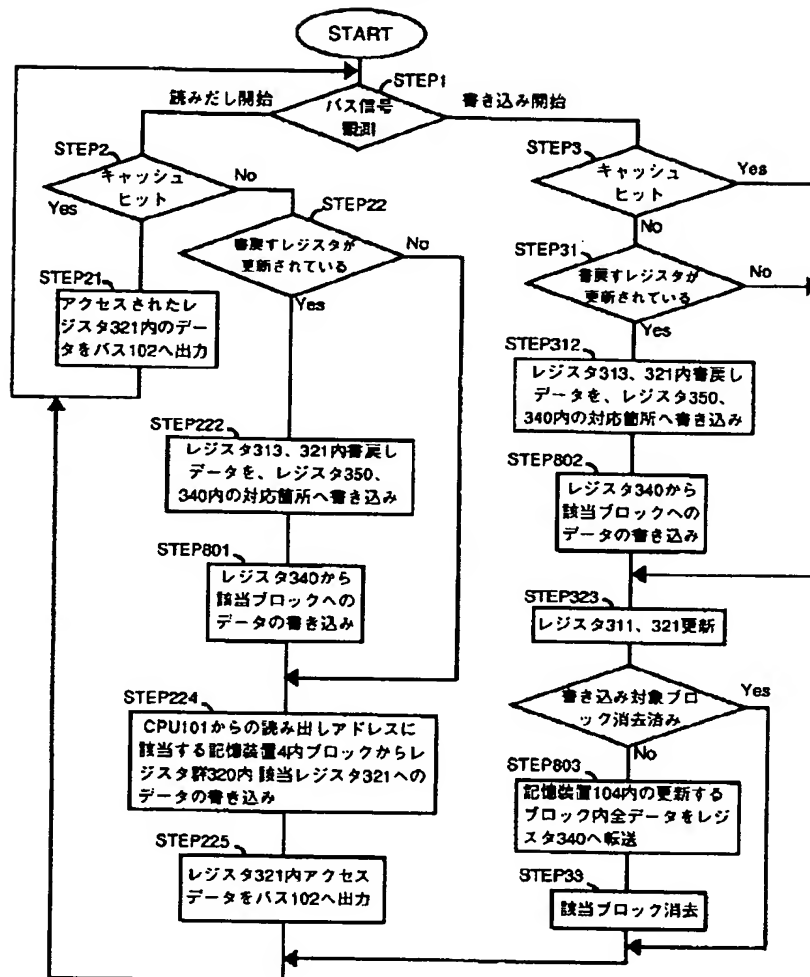 START
STEP1
バス信号
観測
読みだし開始
書き込み開始
STEP2
キャッシュ
ヒット
Yes
No
STEP21
アクセスされたレ
ジスタ321内のデー
タをバス102へ出力
STEP22
書戻すレジスタが
更新されている
No
Yes
STEP222
レジスタ313、321内書戻し
データを、レジスタ350、
340内の対応箇所へ書き込み
STEP801
レジスタ340から
該当ブロックへの
データの書き込み
STEP224
CPU101からの読み出しアドレスに
該当する記憶装置4内ブロックからレ
ジスタ群320内 該当レジスタ321への
データの書き込み
STEP225
レジスタ321内アクセス
データをバス102へ出力
STEP3
キャッシュ
ヒット
Yes
No
STEP31
書戻すレジスタが
更新されている
No
Yes
STEP312
レジスタ313、321内書戻し
データを、レジスタ350、
340内の対応箇所へ書き込み
STEP802
レジスタ340から
該当ブロックへの
データの書き込み
STEP323
レジスタ311、321更新
書き込み対象ブロ
ック消去済み
Yes
No
STEP803
記憶装置104内の更新する
ブロック内全データをレジ
スタ340へ転送
STEP33
該当ブロック消去